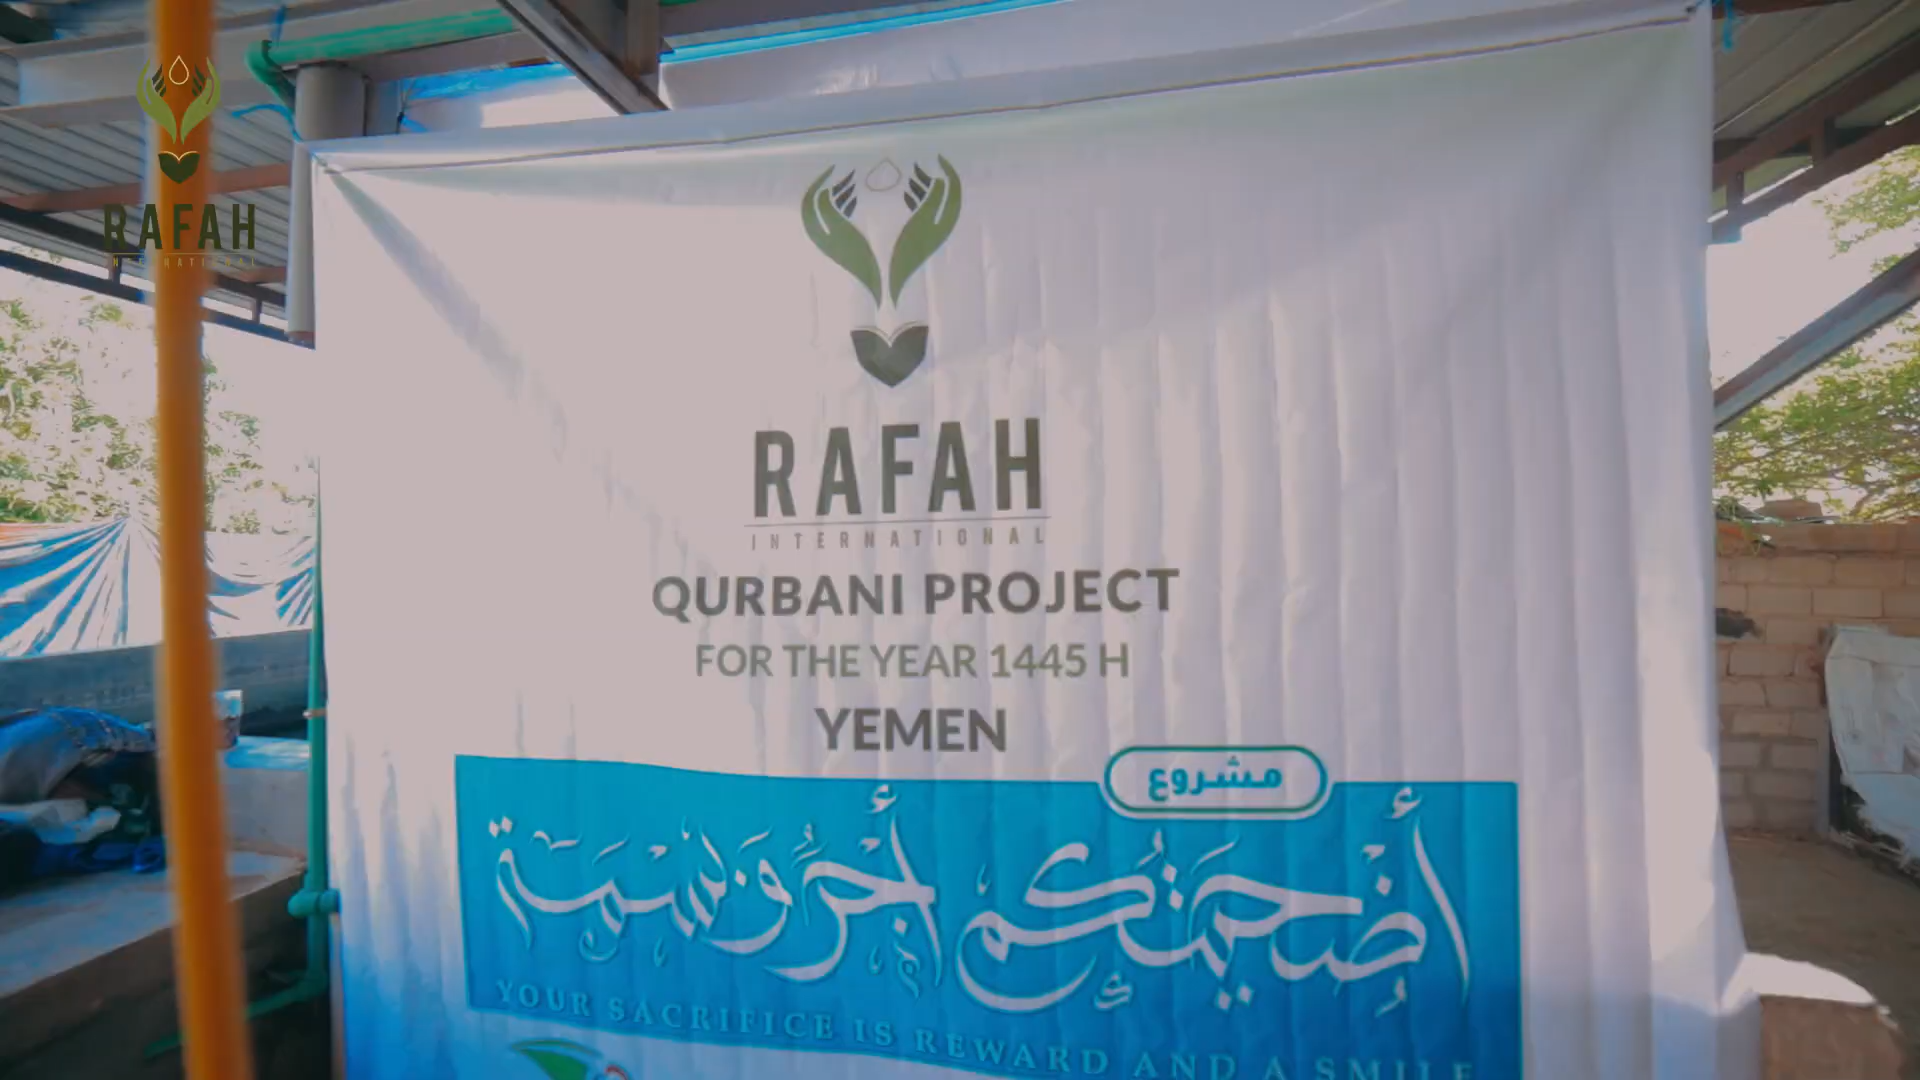 RAFAH
INTERNATIONAL
RAFAH
INTERNATIONAL
QURBANI PROJECT
FOR THE YEAR 1445 H
YEMEN
مشروع
أضحيتكم أجر وبسمة
YOUR SACRIFICE IS REWARD AND A SMILE